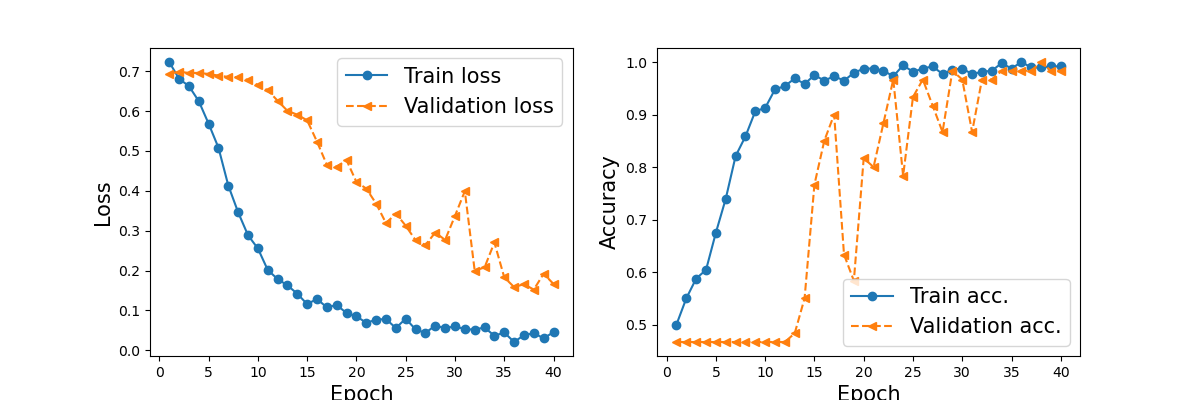 Loss
0.7
0.6
0.5
0.4
0.3
0.2
0.1
0.0
Train loss
Validation loss
0 5 10 15 20 25 30 35 40
Epoch
Accuracy
1.0
0.9
0.8
0.7
0.6
0.5
Train acc.
Validation acc.
0 5 10 15 20 25 30 35 40
Epoch